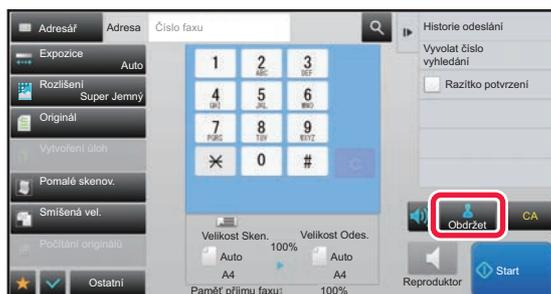 Adresář
Adresa
Číslo faxu
Expozice
Auto
Rozlišení
Super Jemný
Originál
Vytvoření úloh
Pomalé skenov.
Smíšená vel.
Počítání originálů
Ostatní
1
2
ABC
3
DEF
4
GHI
5
JKL
6
MNO
7
PQRS
8
TUV
9
WXYZ
0
#
C
Velikost Sken.
100%
Velikost Odes.
Auto
A4
Auto
A4
Paměť příjmu faxu:
100%
Historie odeslání
Vyvolat číslo
vyhledání
Razítko potvrzení
Obdržet
CA
Reproduktor
Start